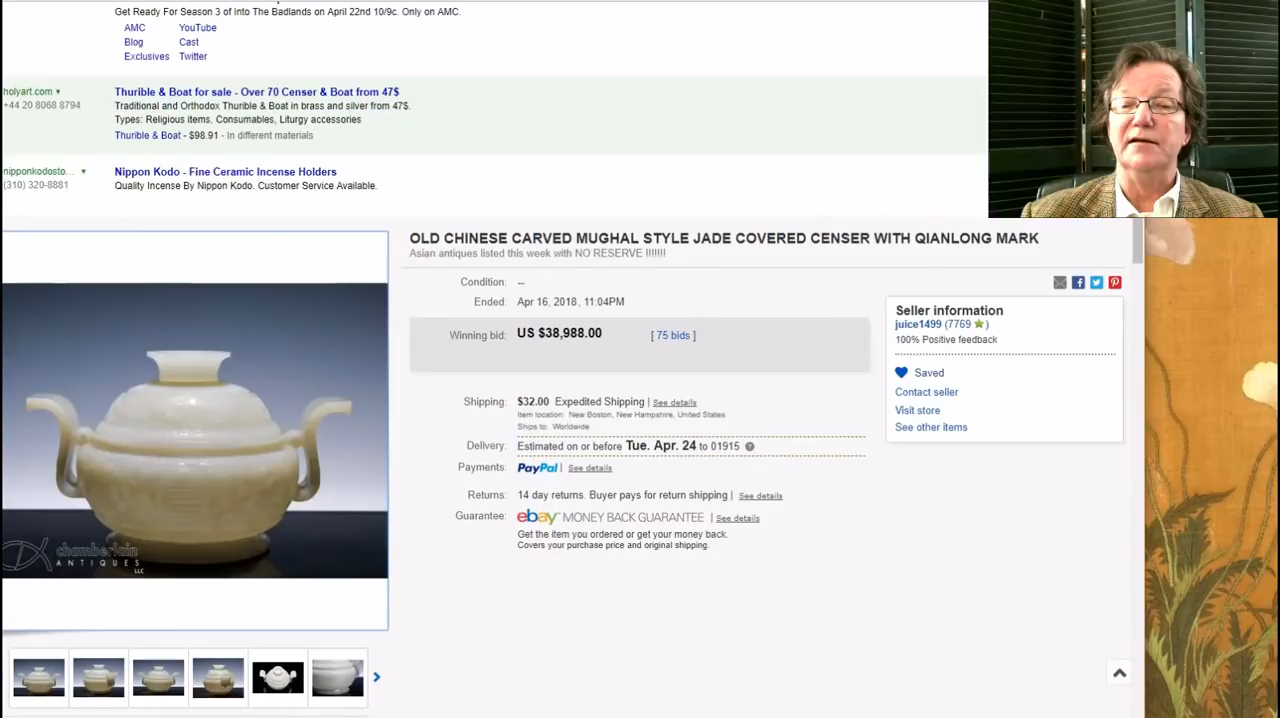 Get Ready For Season 3 of into The Badlands on April 22nd 10/9c. Only on AMC.
AMC YouTube
Blog Cast
Exclusives Twitter
holyart.com
+44 20 8068 8794
Thurible & Boat for sale - Over 70 Censer & Boat from 47$
Traditional and Orthodox Thurible & Boat in brass and silver from 47$.
Types: Religious items, Consumables, Liturgy accessories
Thurible & Boat - $98.91 - In different materials
nipponkodosto...
(310) 320-8881
Nippon Kodo - Fine Ceramic Incense Holders
Quality Incense By Nippon Kodo. Customer Service Available.
OLD CHINESE CARVED MUGHAL STYLE JADE COVERED CENSER WITH QIANLONG MARK
Asian antiques listed this week with NO RESERVE !!!!!!!
Condition: --
Ended: Apr 16, 2018 , 11:04PM
Winning bid: US $38,988.00 [ 75 bids ]
Shipping: $32.00 Expedited Shipping | See details
Item location: New Boston, New Hampshire, United States
Ships to: Worldwide
Delivery: Estimated on or before Tue. Apr. 24 to 01915
Payments: PayPal | See details
Returns: 14 day returns. Buyer pays for return shipping | See details
Guarantee: ebay MONEY BACK GUARANTEE | See details
Get the item you ordered or get your money back.
Covers your purchase price and original shipping.
Seller information
juice1499 (7769)
100% Positive feedback
Saved
Contact seller
Visit store
See other items
chamberlain
ANTIQUES
LLC